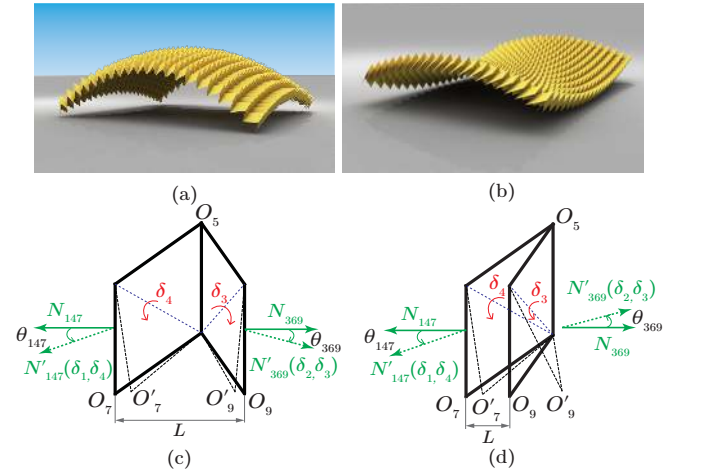 (a)
(b)
O₅
δ₄
δ₃
N₁₄₇
N₃₆₉
θ₁₄₇
θ₃₆₉
N′₁₄₇(δ₁,δ₄)
N′₃₆₉(δ₂,δ₃)
O₇ O′₇ O′₉ O₉
L
(c)
O₅
δ₄
δ₃
N′₃₆₉(δ₂,δ₃)
N₁₄₇
θ₃₆₉
θ₁₄₇
N₃₆₉
N′₁₄₇(δ₁,δ₄)
O₇ O′₇ O₉ O′₉
L
(d)